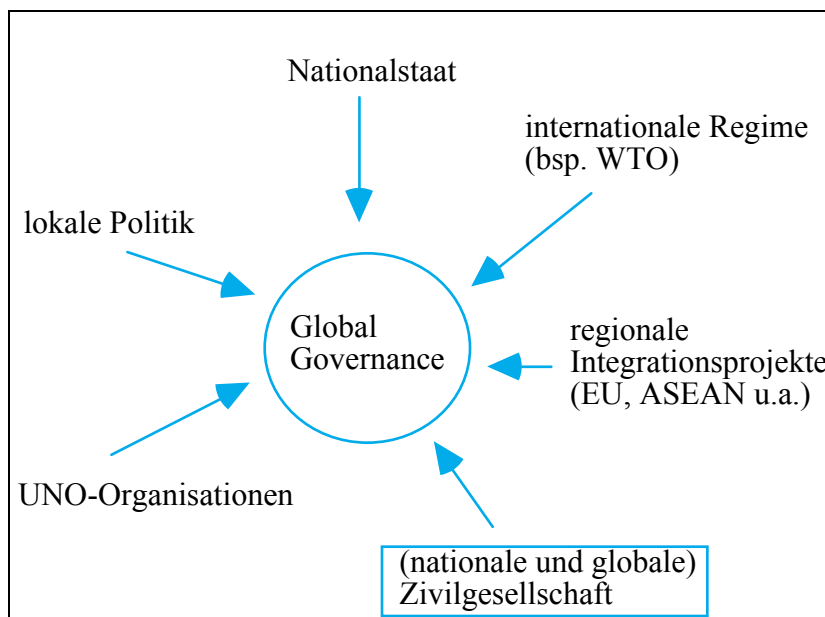 Nationalstaat
internationale Regime
(bsp. WTO)
lokale Politik
Global
Governance
regionale
Integrationsprojekte
(EU, ASEAN u.a.)
UNO-Organisationen
(nationale und globale)
Zivilgesellschaft